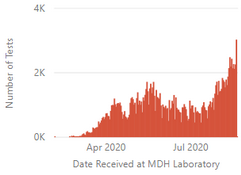 4K
Number of Tests
2K
0K
Apr 2020 Jul 2020
Date Received at MDH Laboratory